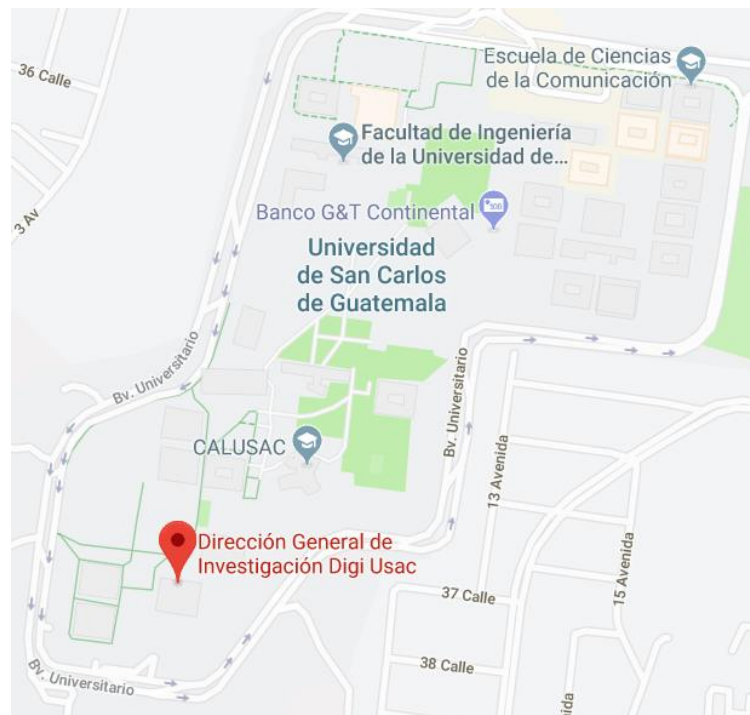 36 Calle
Escuela de Ciencias
de la Comunicación
3 Av
Facultad de Ingeniería
de la Universidad de...
Banco G&T Continental
Universidad
de San Carlos
de Guatemala
Bv. Universitario
Bv. Universitario
CALUSAC
13 Avenida
15 Avenida
Dirección General de
Investigación Digi Usac
37 Calle
38 Calle
Bv. Universitario